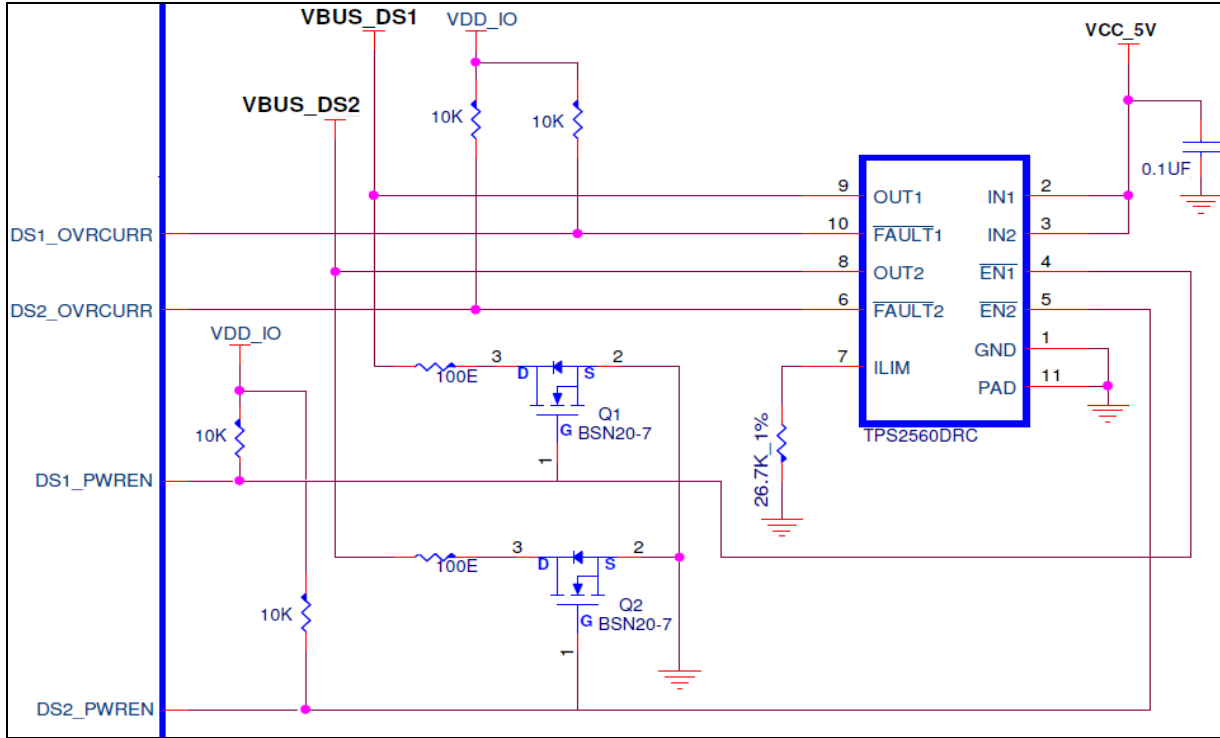 VBUS_DS1
VDD_IO
VCC_5V
VBUS_DS2
10K
10K
0.1UF
9
OUT1
IN1
2
DS1_OVRCURR
10
FAULT1
IN2
3
8
OUT2
EN1
4
DS2_OVRCURR
6
FAULT2
EN2
5
VDD_IO
GND
1
3
2
7
ILIM
D
S
100E
PAD
11
Q1
G
BSN20-7
TPS2560DRC
10K
26.7K_1%
1
DS1_PWREN
3
2
D
S
100E
Q2
10K
G
BSN20-7
1
DS2_PWREN